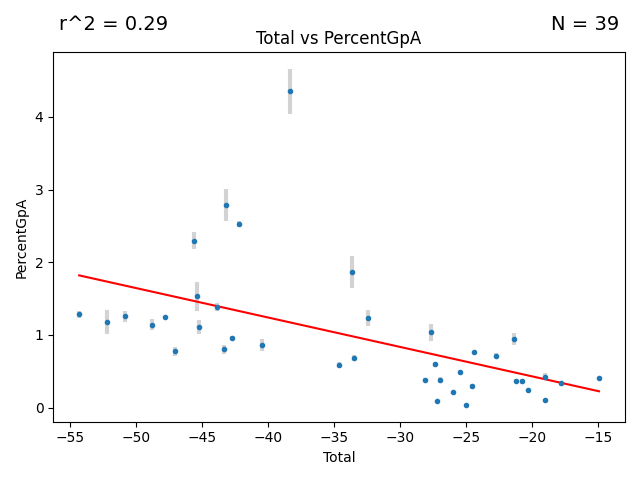 r^2 = 0.29
N = 39
Total vs PercentGpA
PercentGpA
4
3
2
1
0
−55 −50 −45 −40 −35 −30 −25 −20 −15
Total